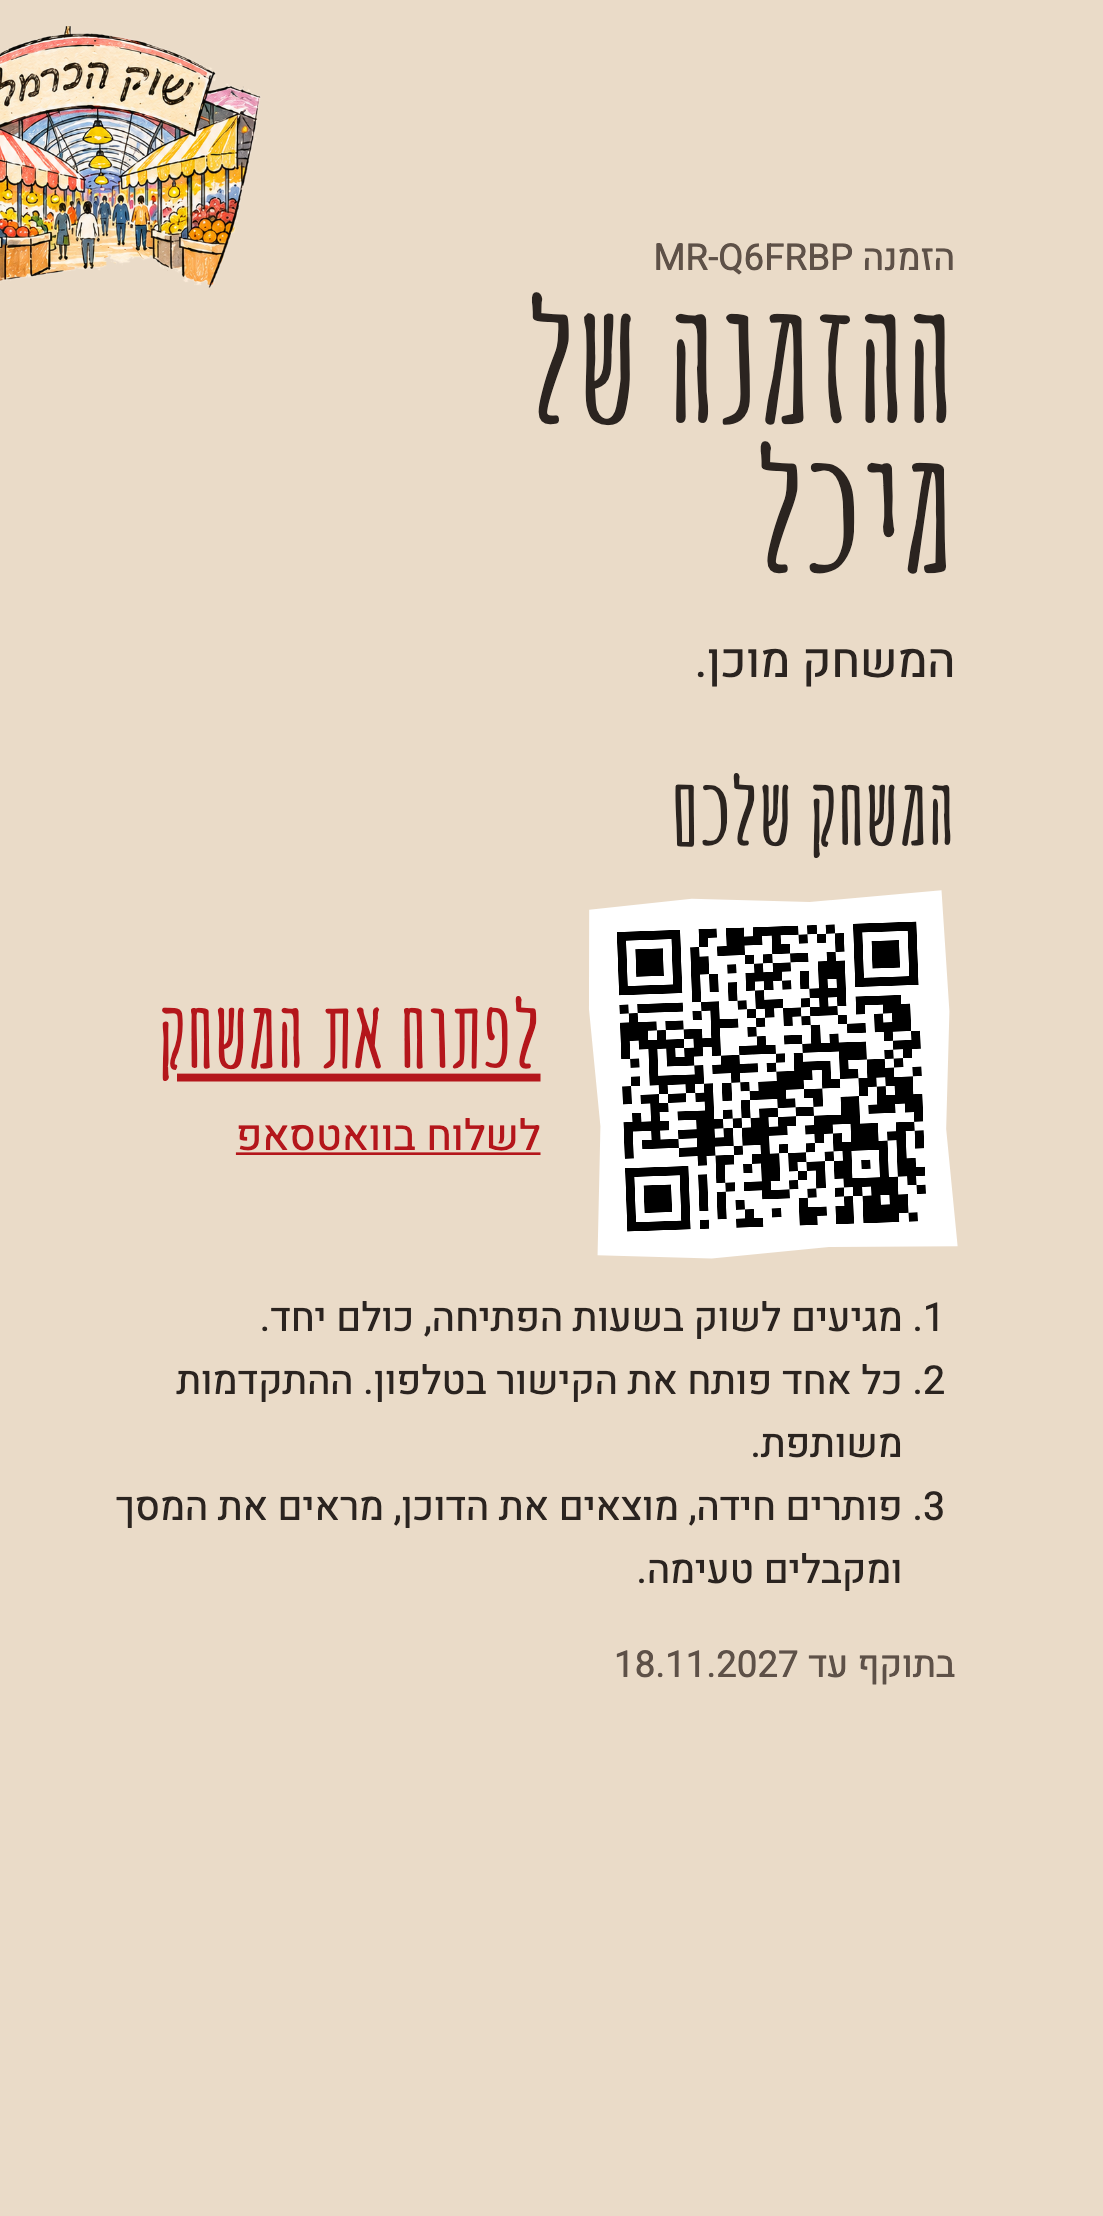 שוק הכרמל
הזמנה MR-Q6FRBP
ההזמנה של
מיכל
המשחק מוכן.
המשחק שלכם
לפתוח את המשחק
לשלוח בוואטסאפ
1. מגיעים לשוק בשעות הפתיחה, כולם יחד.
2. כל אחד פותח את הקישור בטלפון. ההתקדמות
משותפת.
3. פותרים חידה, מוצאים את הדוכן, מראים את המסך
ומקבלים טעימה.
בתוקף עד 18.11.2027